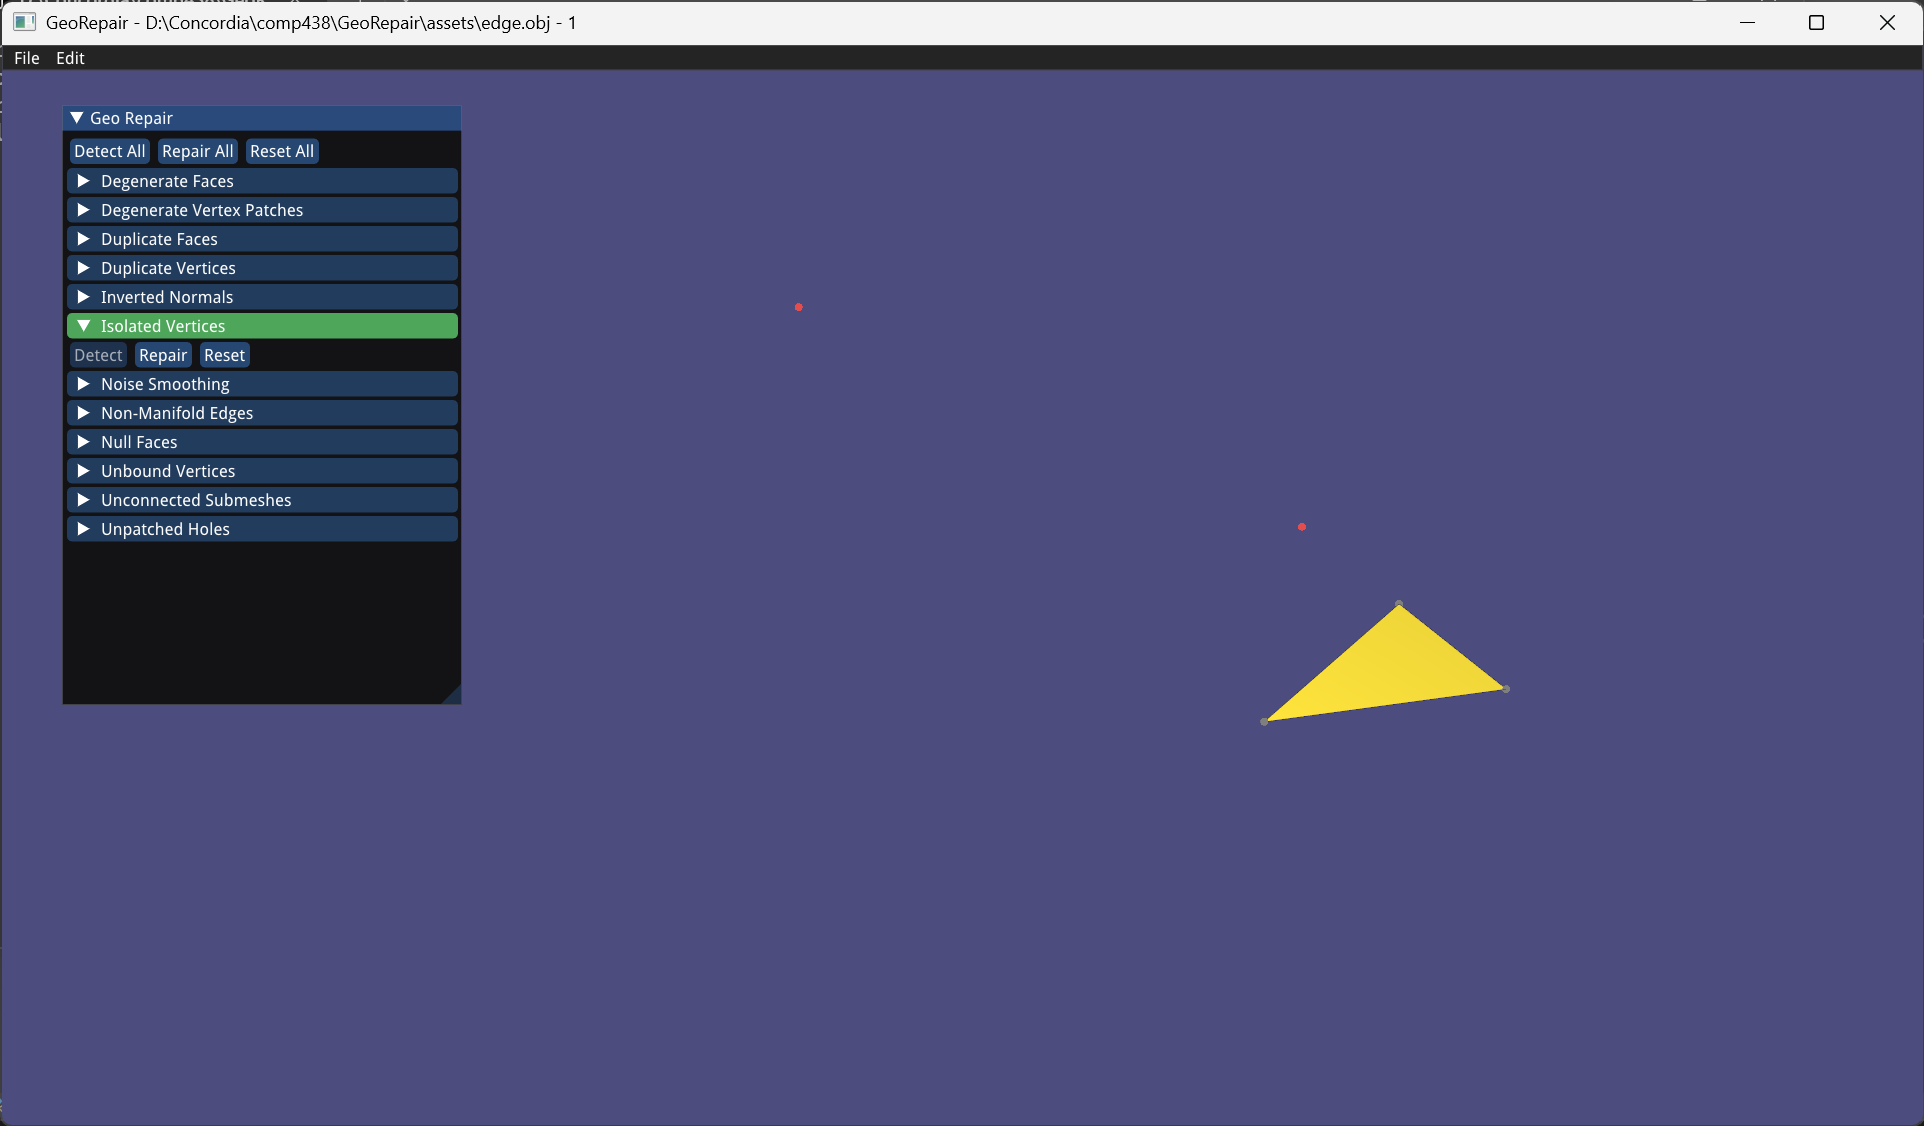 GeoRepair - D:\Concordia\comp438\GeoRepair\assets\edge.obj - 1
File Edit
Geo Repair
Detect All Repair All Reset All
Degenerate Faces
Degenerate Vertex Patches
Duplicate Faces
Duplicate Vertices
Inverted Normals
Isolated Vertices
Detect Repair Reset
Noise Smoothing
Non-Manifold Edges
Null Faces
Unbound Vertices
Unconnected Submeshes
Unpatched Holes